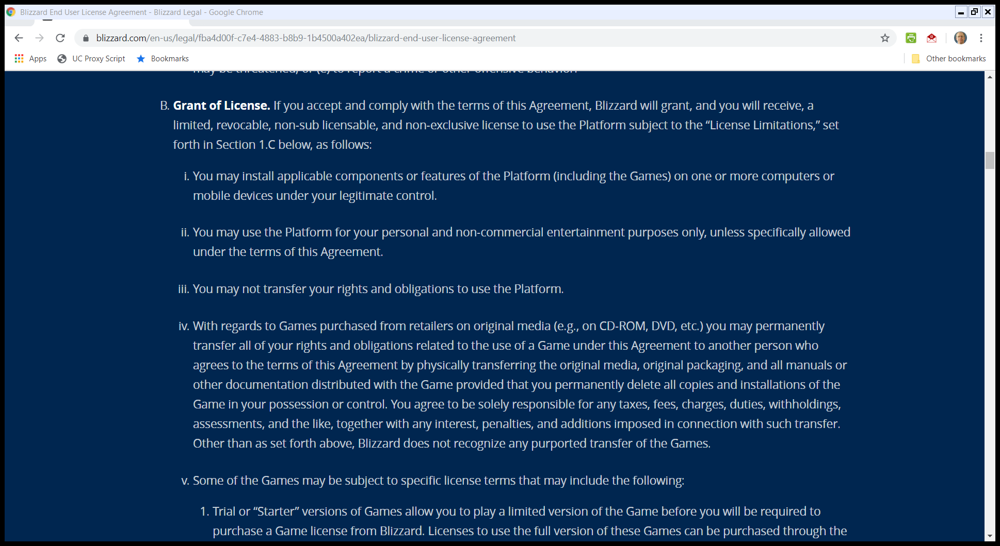 Blizzard End User License Agreement - Blizzard Legal - Google Chrome
blizzard.com/en-us/legal/fba4d00f-c7e4-4883-b8b9-1b4500a402ea/blizzard-end-user-license-agreement
Apps UC Proxy Script Bookmarks Other bookmarks
may be threatened; or (c) to report a crime or other offensive behavior
B. Grant of License. If you accept and comply with the terms of this Agreement, Blizzard will grant, and you will receive, a
limited, revocable, non-sub licensable, and non-exclusive license to use the Platform subject to the “License Limitations,” set
forth in Section 1.C below, as follows:
i. You may install applicable components or features of the Platform (including the Games) on one or more computers or
mobile devices under your legitimate control.
ii. You may use the Platform for your personal and non-commercial entertainment purposes only, unless specifically allowed
under the terms of this Agreement.
iii. You may not transfer your rights and obligations to use the Platform.
iv. With regards to Games purchased from retailers on original media (e.g., on CD-ROM, DVD, etc.) you may permanently
transfer all of your rights and obligations related to the use of a Game under this Agreement to another person who
agrees to the terms of this Agreement by physically transferring the original media, original packaging, and all manuals or
other documentation distributed with the Game provided that you permanently delete all copies and installations of the
Game in your possession or control. You agree to be solely responsible for any taxes, fees, charges, duties, withholdings,
assessments, and the like, together with any interest, penalties, and additions imposed in connection with such transfer.
Other than as set forth above, Blizzard does not recognize any purported transfer of the Games.
v. Some of the Games may be subject to specific license terms that may include the following:
1. Trial or “Starter” versions of Games allow you to play a limited version of the Game before you will be required to
purchase a Game license from Blizzard. Licenses to use the full version of these Games can be purchased through the